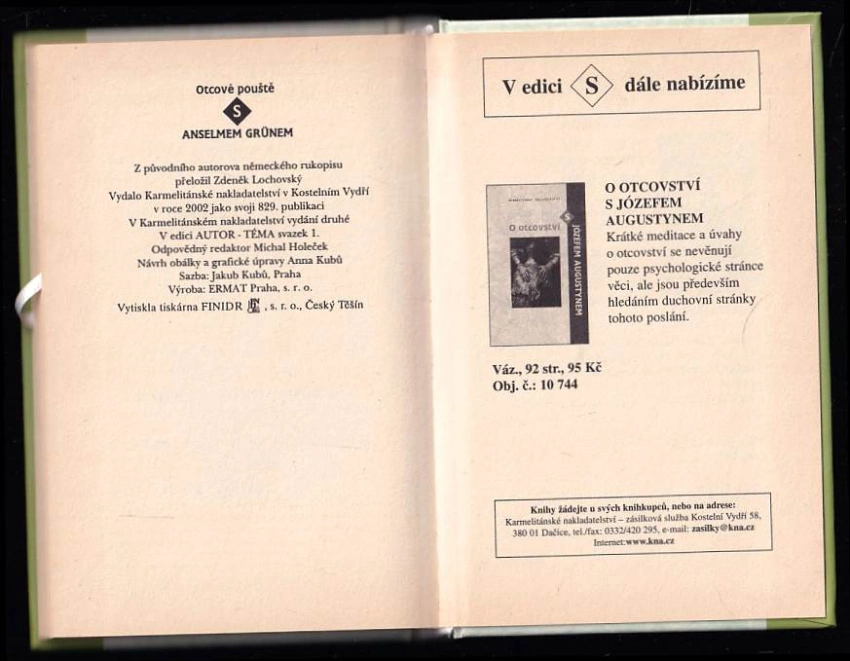 Otcové pouště
S
ANSELMEM GRÜNEM
Z původního autorova německého rukopisu
přeložil Zdeněk Lochovský
Vydalo Karmelitánské nakladatelství v Kostelním Vydří
v roce 2002 jako svoji 829. publikaci
V Karmelitánském nakladatelství vydání druhé
V edici AUTOR - TÉMA svazek 1.
Odpovědný redaktor Michal Holeček
Návrh obálky a grafické úpravy Anna Kubů
Sazba: Jakub Kubů, Praha
Výroba: ERMAT Praha, s. r. o.
Vytiskla tiskárna FINIDR , s. r. o., Český Těšín
V edici S dále nabízíme
O otcovství
S
JÓZEFEM AUGUSTYNEM
O OTCOVSTVÍ
S JÓZEFEM
AUGUSTYNEM
Krátké meditace a úvahy
o otcovství se nevěnují
pouze psychologické stránce
věci, ale jsou především
hledáním duchovní stránky
tohoto poslání.
Váz., 92 str., 95 Kč
Obj. č.: 10 744
Knihy žádejte u svých knihkupců, nebo na adrese:
Karmelitánské nakladatelství – zásilková služba Kostelní Vydří 58,
380 01 Dačice, tel./fax: 0332/420 295, e-mail: zasilky@kna.cz
Internet:www.kna.cz